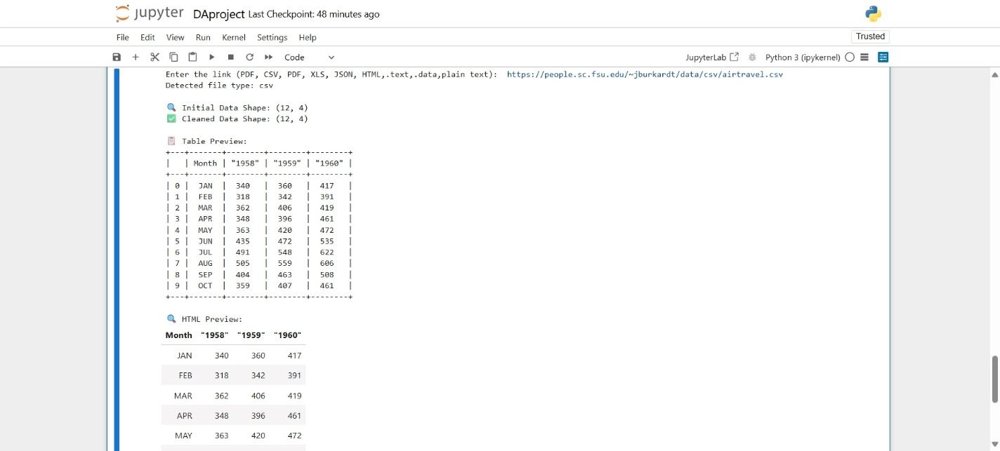 jupyter DAproject Last Checkpoint: 48 minutes ago
File Edit View Run Kernel Settings Help Trusted
Code JupyterLab Python 3 (ipykernel)
Enter the link (PDF, CSV, PDF, XLS, JSON, HTML,.text,.data,plain text): https://people.sc.fsu.edu/~jburkardt/data/csv/airtravel.csv
Detected file type: csv
🔍 Initial Data Shape: (12, 4)
✅ Cleaned Data Shape: (12, 4)
📋 Table Preview:
+---+-------+--------+--------+--------+
|   | Month | "1958" | "1959" | "1960" |
+---+-------+--------+--------+--------+
| 0 |  JAN  |  340   |  360   |  417   |
| 1 |  FEB  |  318   |  342   |  391   |
| 2 |  MAR  |  362   |  406   |  419   |
| 3 |  APR  |  348   |  396   |  461   |
| 4 |  MAY  |  363   |  420   |  472   |
| 5 |  JUN  |  435   |  472   |  535   |
| 6 |  JUL  |  491   |  548   |  622   |
| 7 |  AUG  |  505   |  559   |  606   |
| 8 |  SEP  |  404   |  463   |  508   |
| 9 |  OCT  |  359   |  407   |  461   |
+---+-------+--------+--------+--------+
🔍 HTML Preview:
Month "1958" "1959" "1960"
JAN 340 360 417
FEB 318 342 391
MAR 362 406 419
APR 348 396 461
MAY 363 420 472